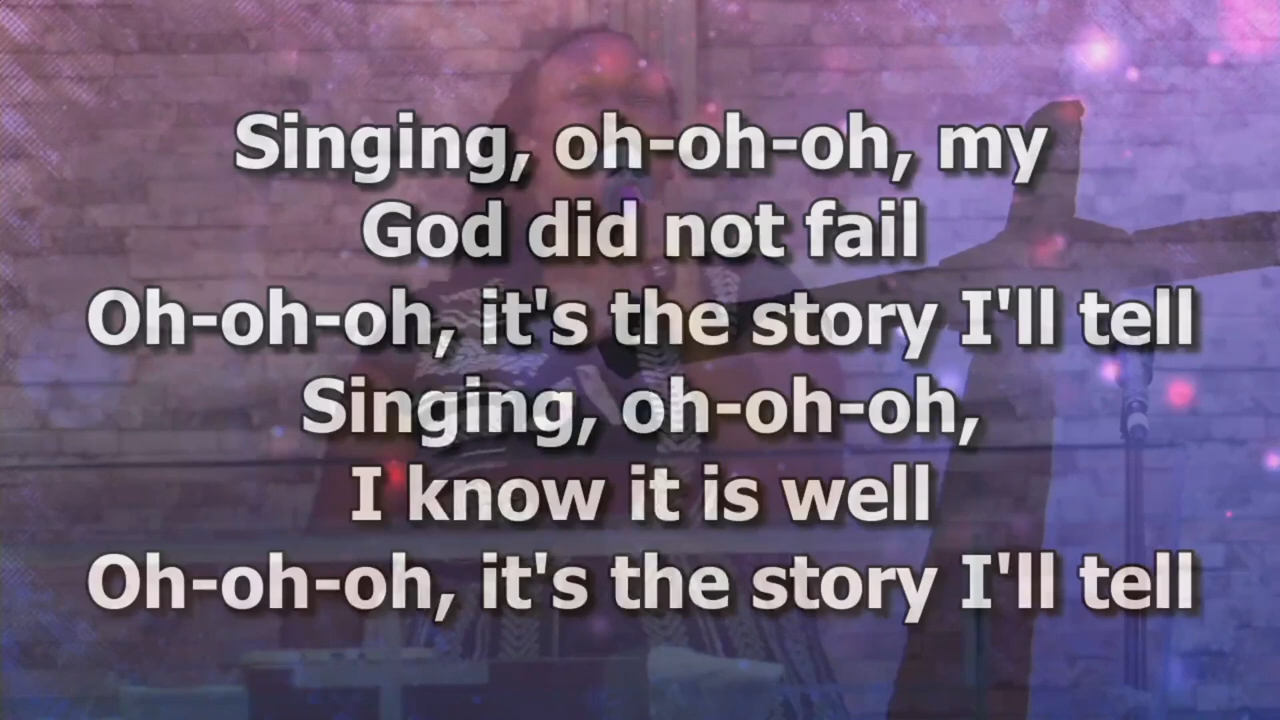 Singing, oh-oh-oh, my
God did not fail
Oh-oh-oh, it's the story I'll tell
Singing, oh-oh-oh,
I know it is well
Oh-oh-oh, it's the story I'll tell